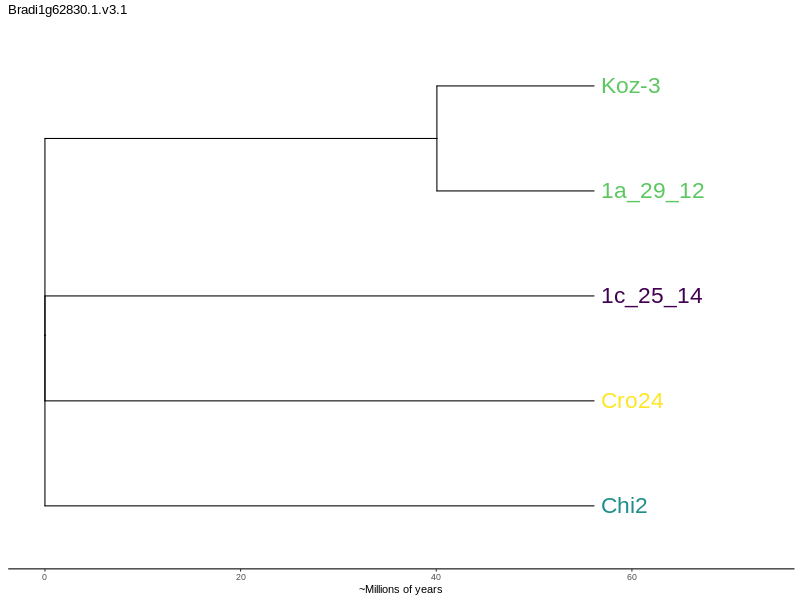 Bradi1g62830.1.v3.1
Koz-3
1a_29_12
1c_25_14
Cro24
Chi2
0 20 40 60
~Millions of years